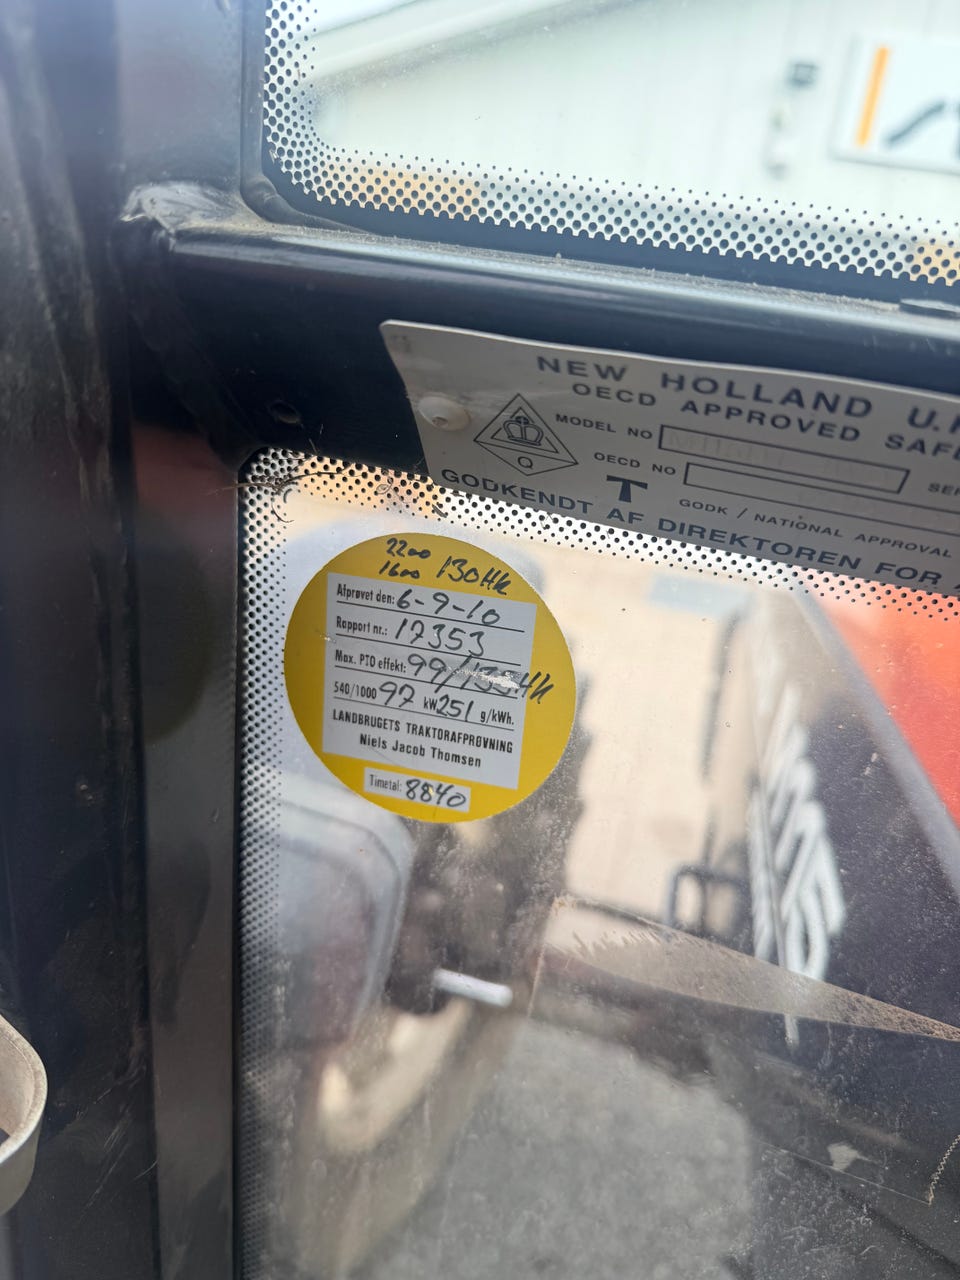 NEW HOLLAND U.
OECD APPROVED SAF
MODEL NO
OECD NO
Q
T
GODK / NATIONAL APPROVAL
GODKENDT AF DIREKTOREN FOR A
2200
1600 130HK
Afprøvet den: 6-9-10
Rapport nr.: 17353
Max. PTO effekt: 99/133HK
540/1000 97 kW 251 g/kWh.
LANDBRUGETS TRAKTORAFPRØVNING
Niels Jacob Thomsen
Timetal: 8840